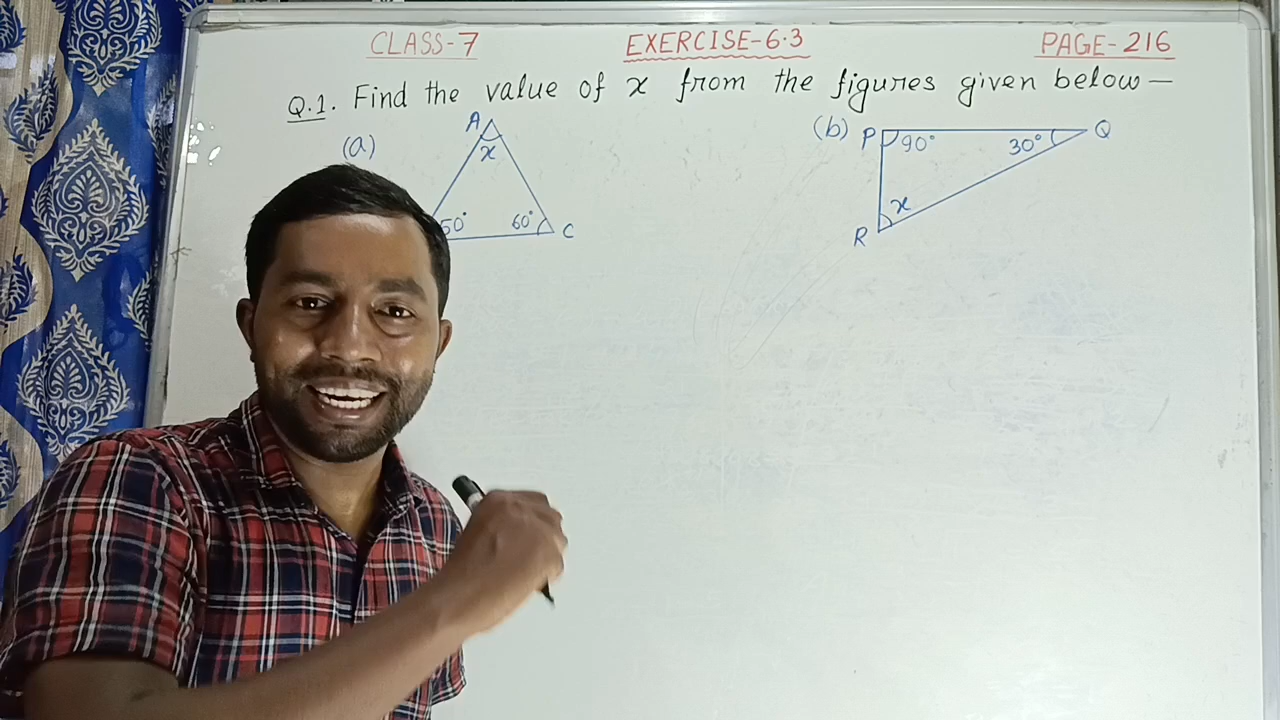 CLASS-7 EXERCISE-6.3 PAGE-216
Q.1. Find the value of x from the figures given below—
(a) A x 50° 60° C
(b) P 90° 30° Q x R